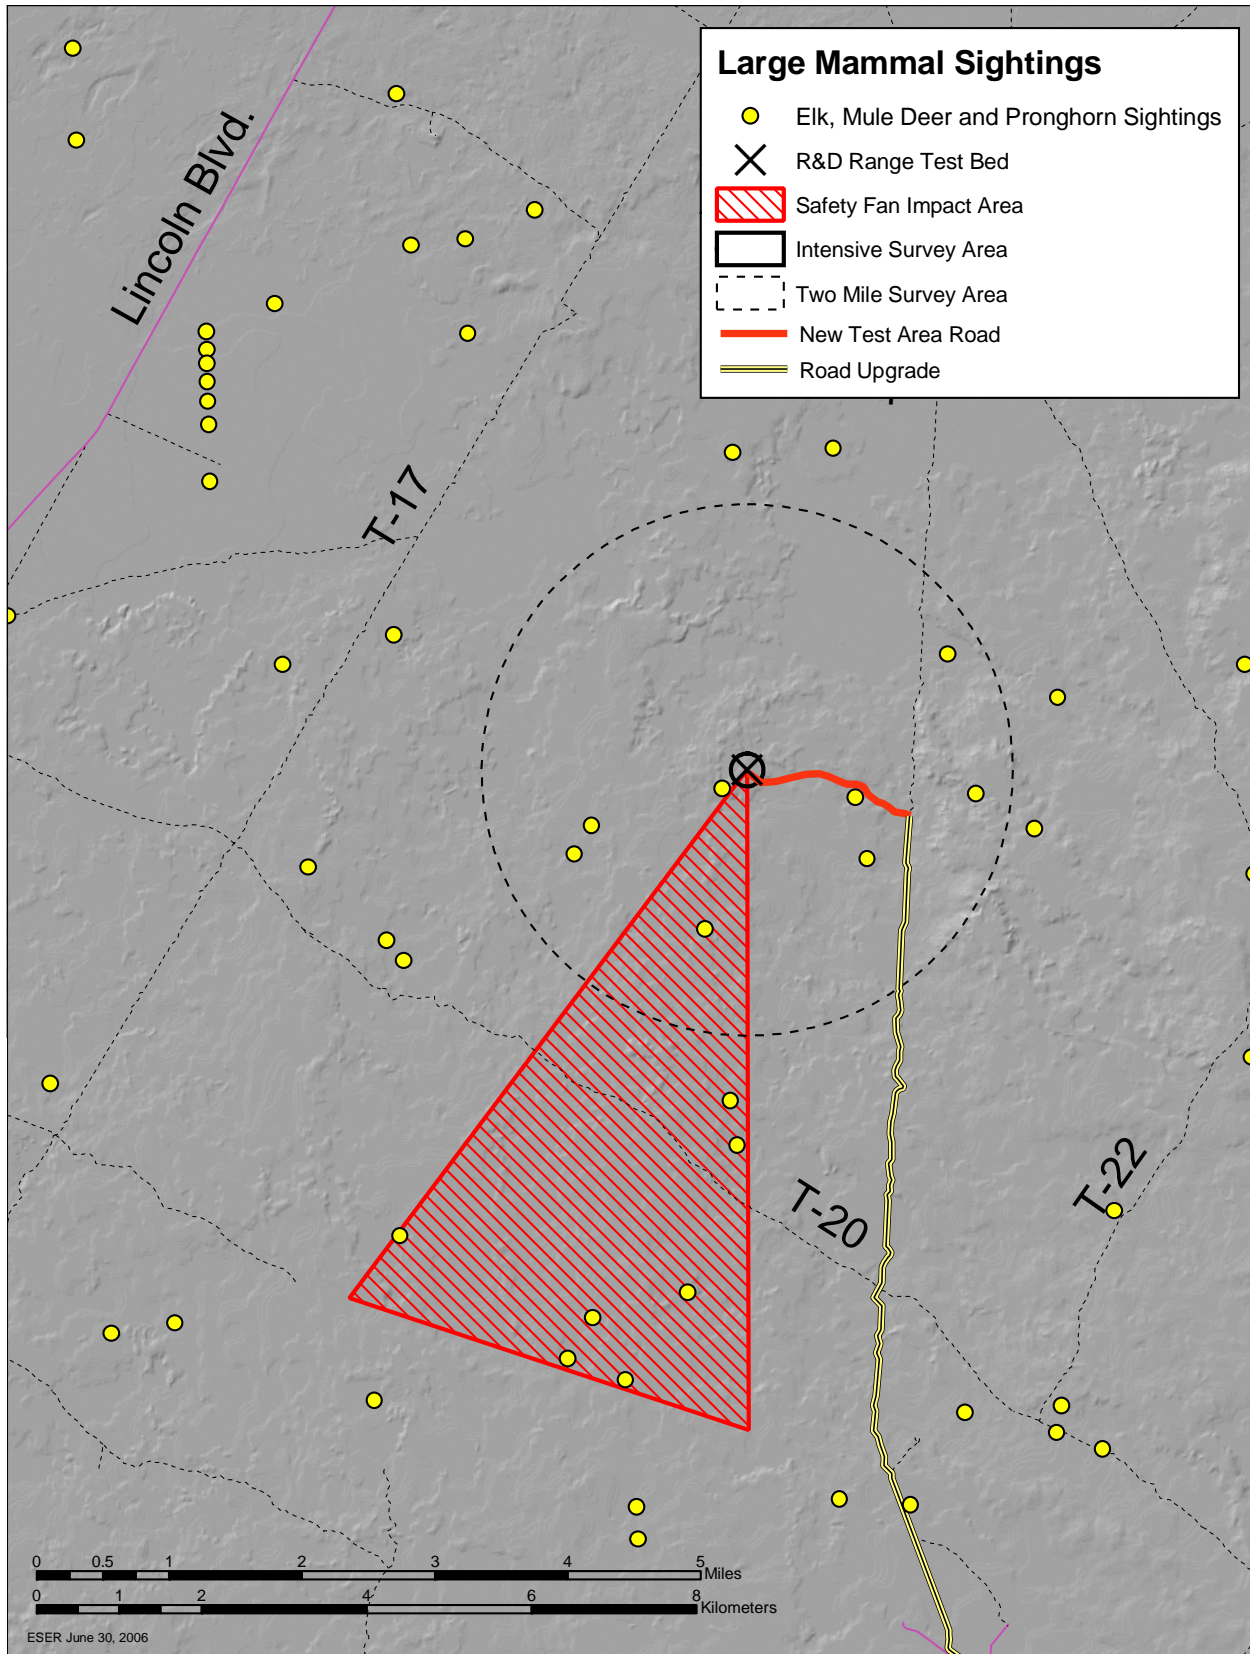 Large Mammal Sightings
Elk, Mule Deer and Pronghorn Sightings
R&D Range Test Bed
Safety Fan Impact Area
Intensive Survey Area
Two Mile Survey Area
New Test Area Road
Road Upgrade
Lincoln Blvd.
T-17
T-20
T-22
0 0.5 1 2 3 4 5 Miles
0 1 2 4 6 8 Kilometers
ESER June 30, 2006